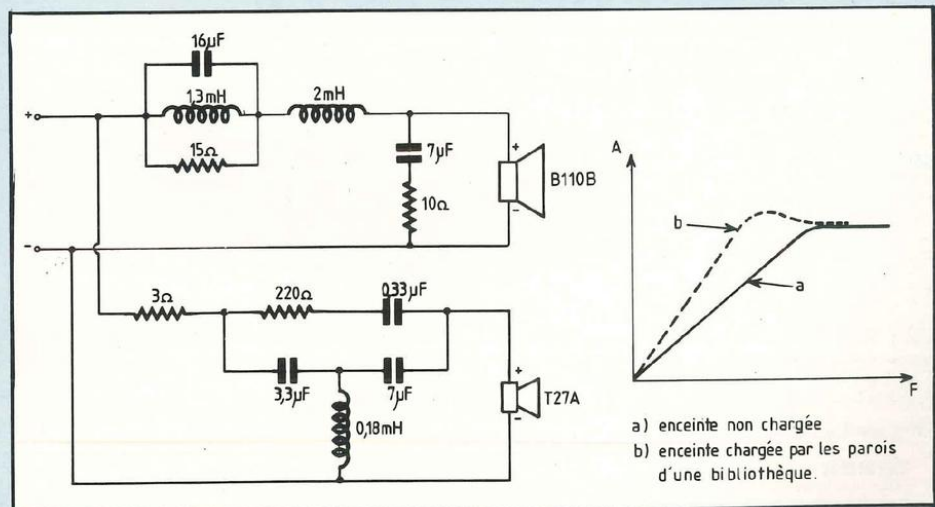 16µF
1,3mH
15Ω
2mH
7µF
10Ω
+
-
+
-
B110B
3Ω
220Ω
0,33µF
3,3µF
7µF
0,18mH
+
-
T27A
A
b
a
F
a) enceinte non chargée
b) enceinte chargée par les parois
d'une bibliothèque.